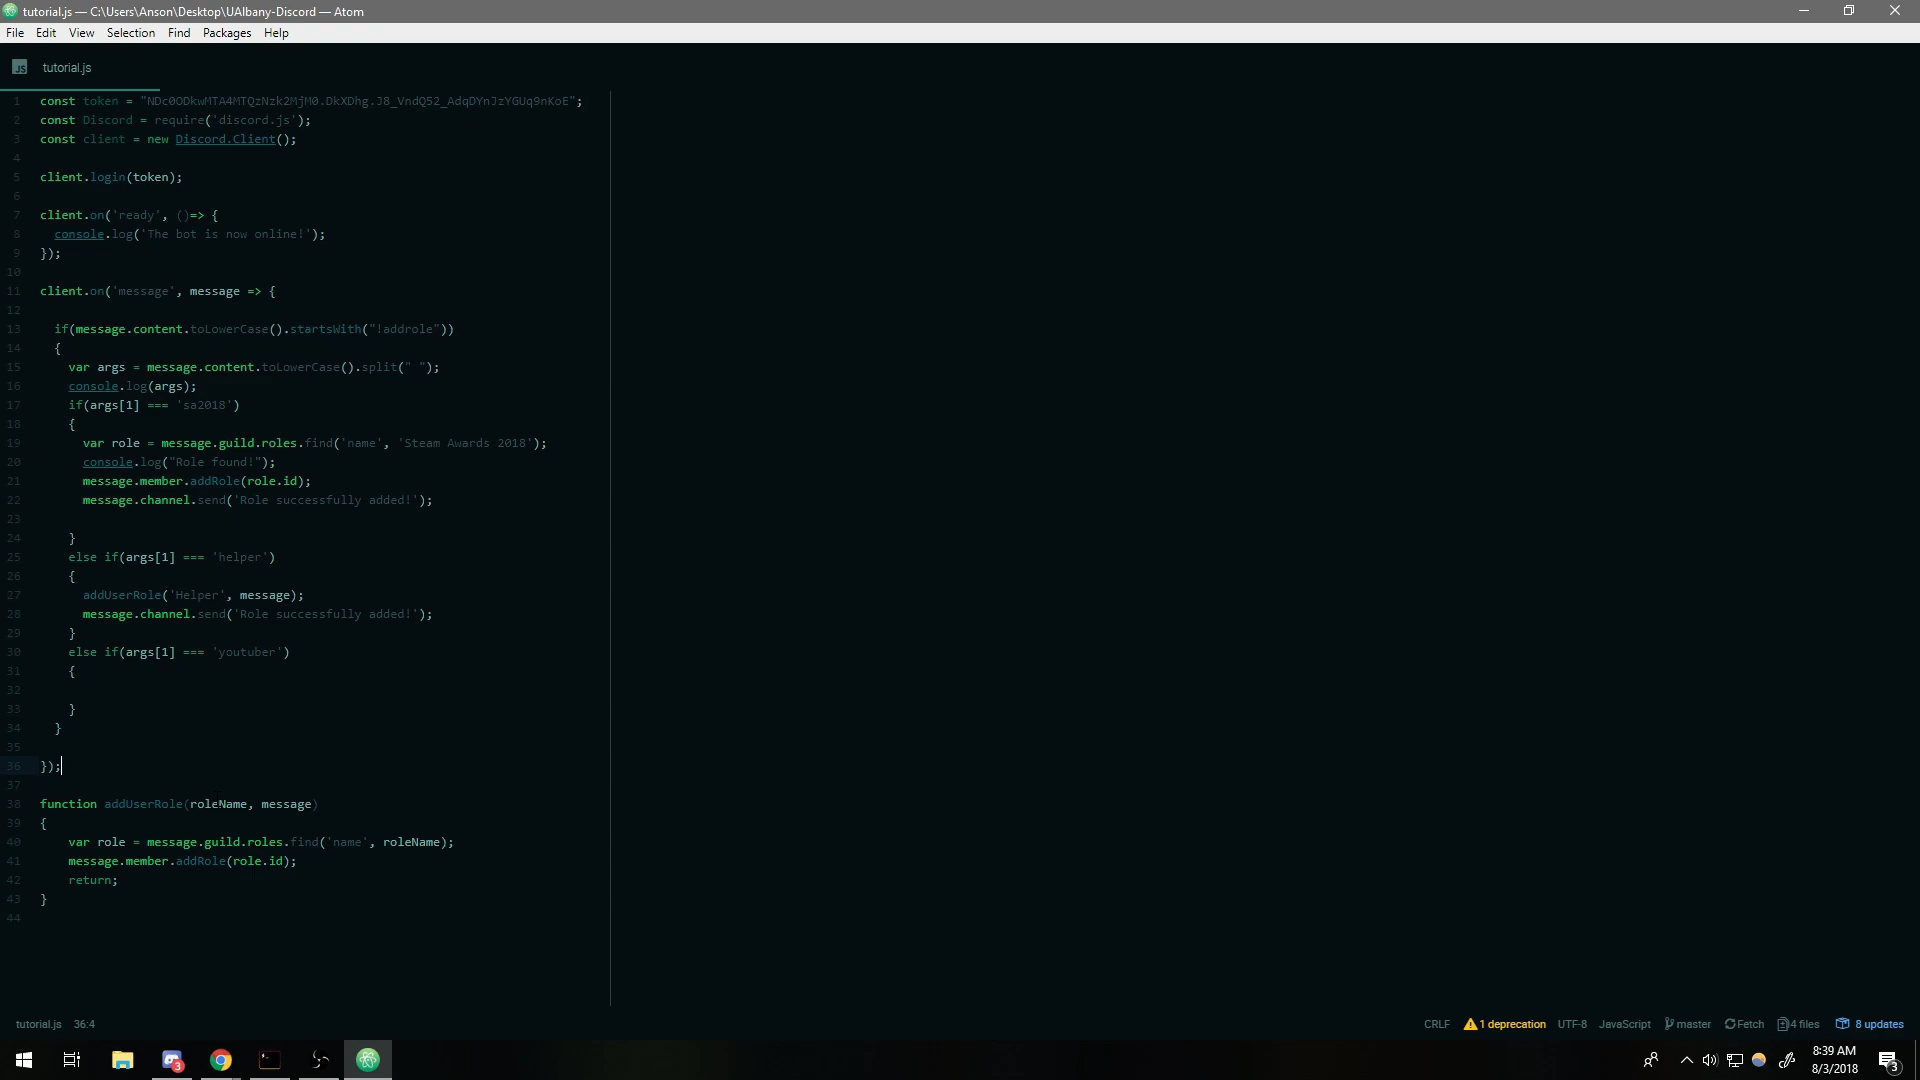 tutorial.js — C:\Users\Anson\Desktop\UAlbany-Discord — Atom
File Edit View Selection Find Packages Help
JS tutorial.js
1 const token = "NDc0ODkwMTA4MTQzNzk2MjM0.DkXDhg.J8_VndQ52_AdqDYnJzYGUq9nKoE";
2 const Discord = require('discord.js');
3 const client = new Discord.Client();
4
5 client.login(token);
6
7 client.on('ready', ()=> {
8 console.log('The bot is now online!');
9 });
10
11 client.on('message', message => {
12
13 if(message.content.toLowerCase().startsWith("!addrole"))
14 {
15 var args = message.content.toLowerCase().split(" ");
16 console.log(args);
17 if(args[1] === 'sa2018')
18 {
19 var role = message.guild.roles.find('name', 'Steam Awards 2018');
20 console.log("Role found!");
21 message.member.addRole(role.id);
22 message.channel.send('Role successfully added!');
23
24 }
25 else if(args[1] === 'helper')
26 {
27 addUserRole('Helper', message);
28 message.channel.send('Role successfully added!');
29 }
30 else if(args[1] === 'youtuber')
31 {
32
33 }
34 }
35
36 });
37
38 function addUserRole(roleName, message)
39 {
40 var role = message.guild.roles.find('name', roleName);
41 message.member.addRole(role.id);
42 return;
43 }
44
tutorial.js 36:4 CRLF 1 deprecation UTF-8 JavaScript master Fetch 4 files 8 updates
3
8:39 AM
8/3/2018
3